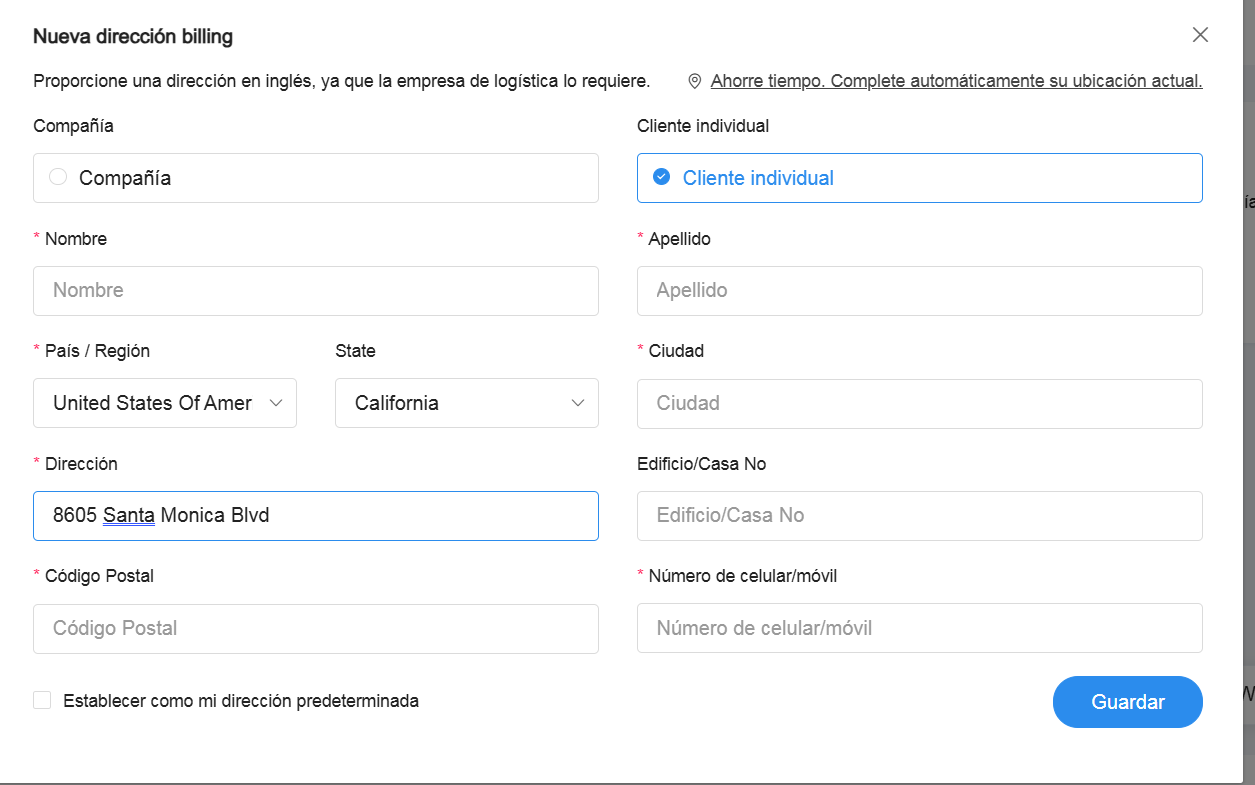 Nueva dirección billing
Proporcione una dirección en inglés, ya que la empresa de logística lo requiere.
Ahorre tiempo. Complete automáticamente su ubicación actual.
Compañía
Cliente individual
Compañía
Cliente individual
* Nombre
* Apellido
Nombre
Apellido
* País / Región
State
* Ciudad
United States Of Amer
California
Ciudad
* Dirección
Edificio/Casa No
8605 Santa Monica Blvd
Edificio/Casa No
* Código Postal
* Número de celular/móvil
Código Postal
Número de celular/móvil
Establecer como mi dirección predeterminada
Guardar